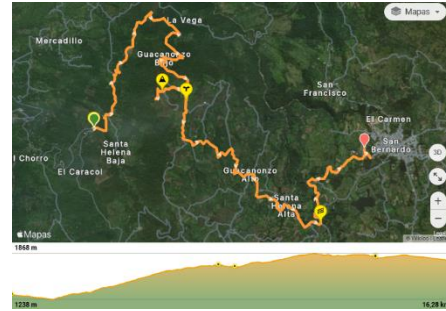 Mapas
La Vega
Mercadillo
Guacanonzo
Bajo
San
Francisco
El Carmen
San
Bernardo
Santa
Helena
Baja
l Chorro
El Caracol
Guacanonzo
Alto
Santa
Helena
Alta
3D
Mapas
1868 m
1238 m
16,28 km